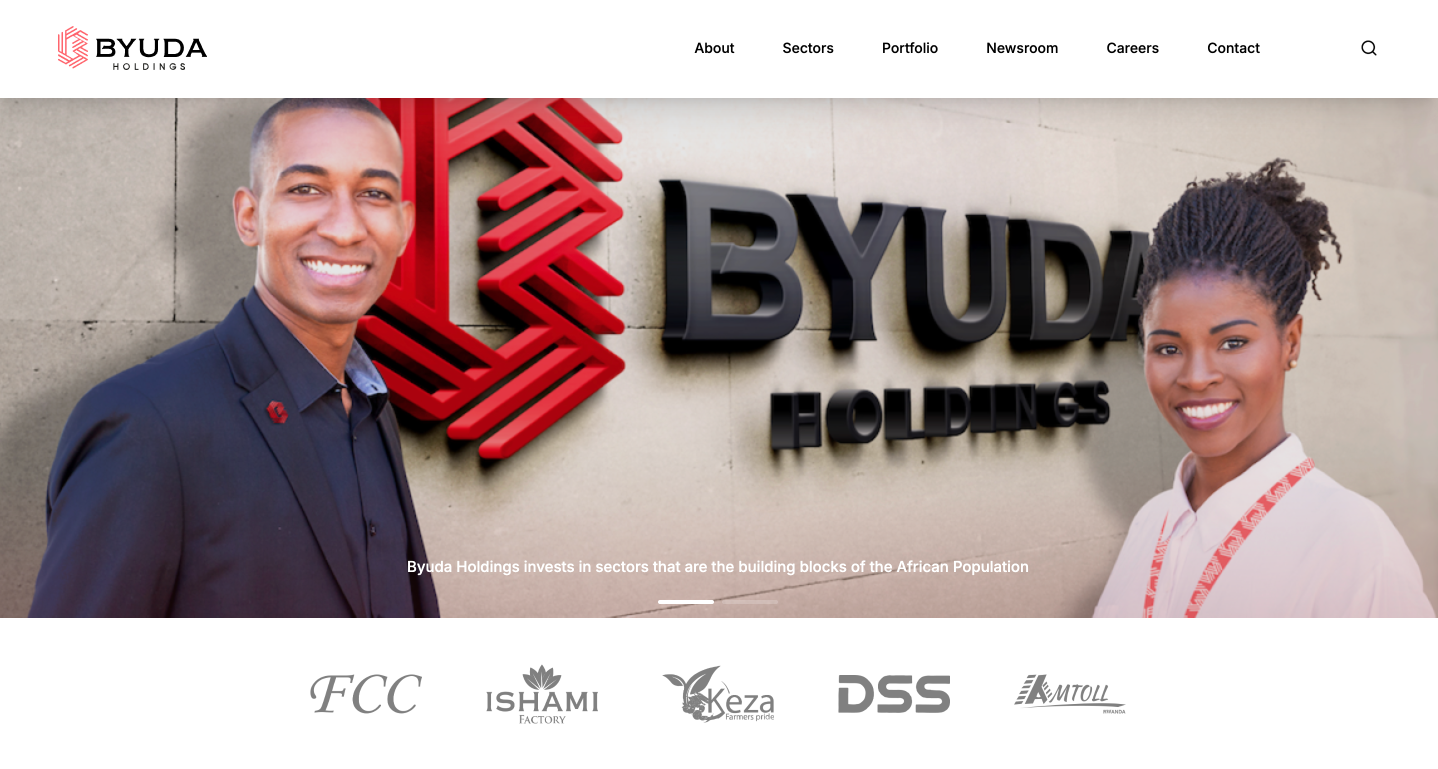 BYUDA
HOLDINGS
About
Sectors
Portfolio
Newsroom
Careers
Contact
BYUDA
HOLDINGS
Byuda Holdings invests in sectors that are the building blocks of the African Population
FCC
ISHAMI
FACTORY
Keza
Farmers pride
DSS
AMTOLL
RWANDA